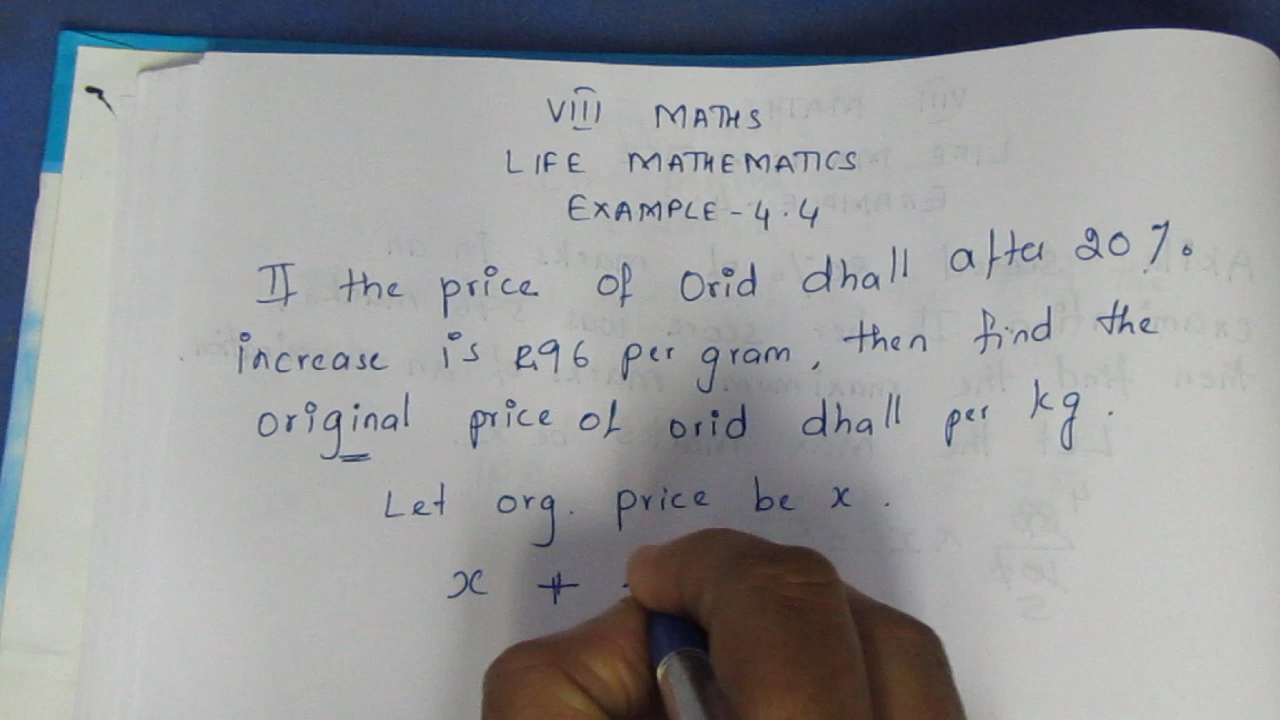 VIII MATHS
LIFE MATHEMATICS
EXAMPLE-4.4
If the price of Orid dhall after 20%
increase is ₹96 per gram, then find the
original price of orid dhall per kg.
Let org. price be x.
x +